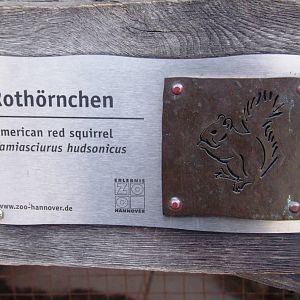 Rothörnchen
merican red squirrel
amiasciurus hudsonicus
www.zoo-hannover.de
ERLEBNIS
ZOO
HANNOVER